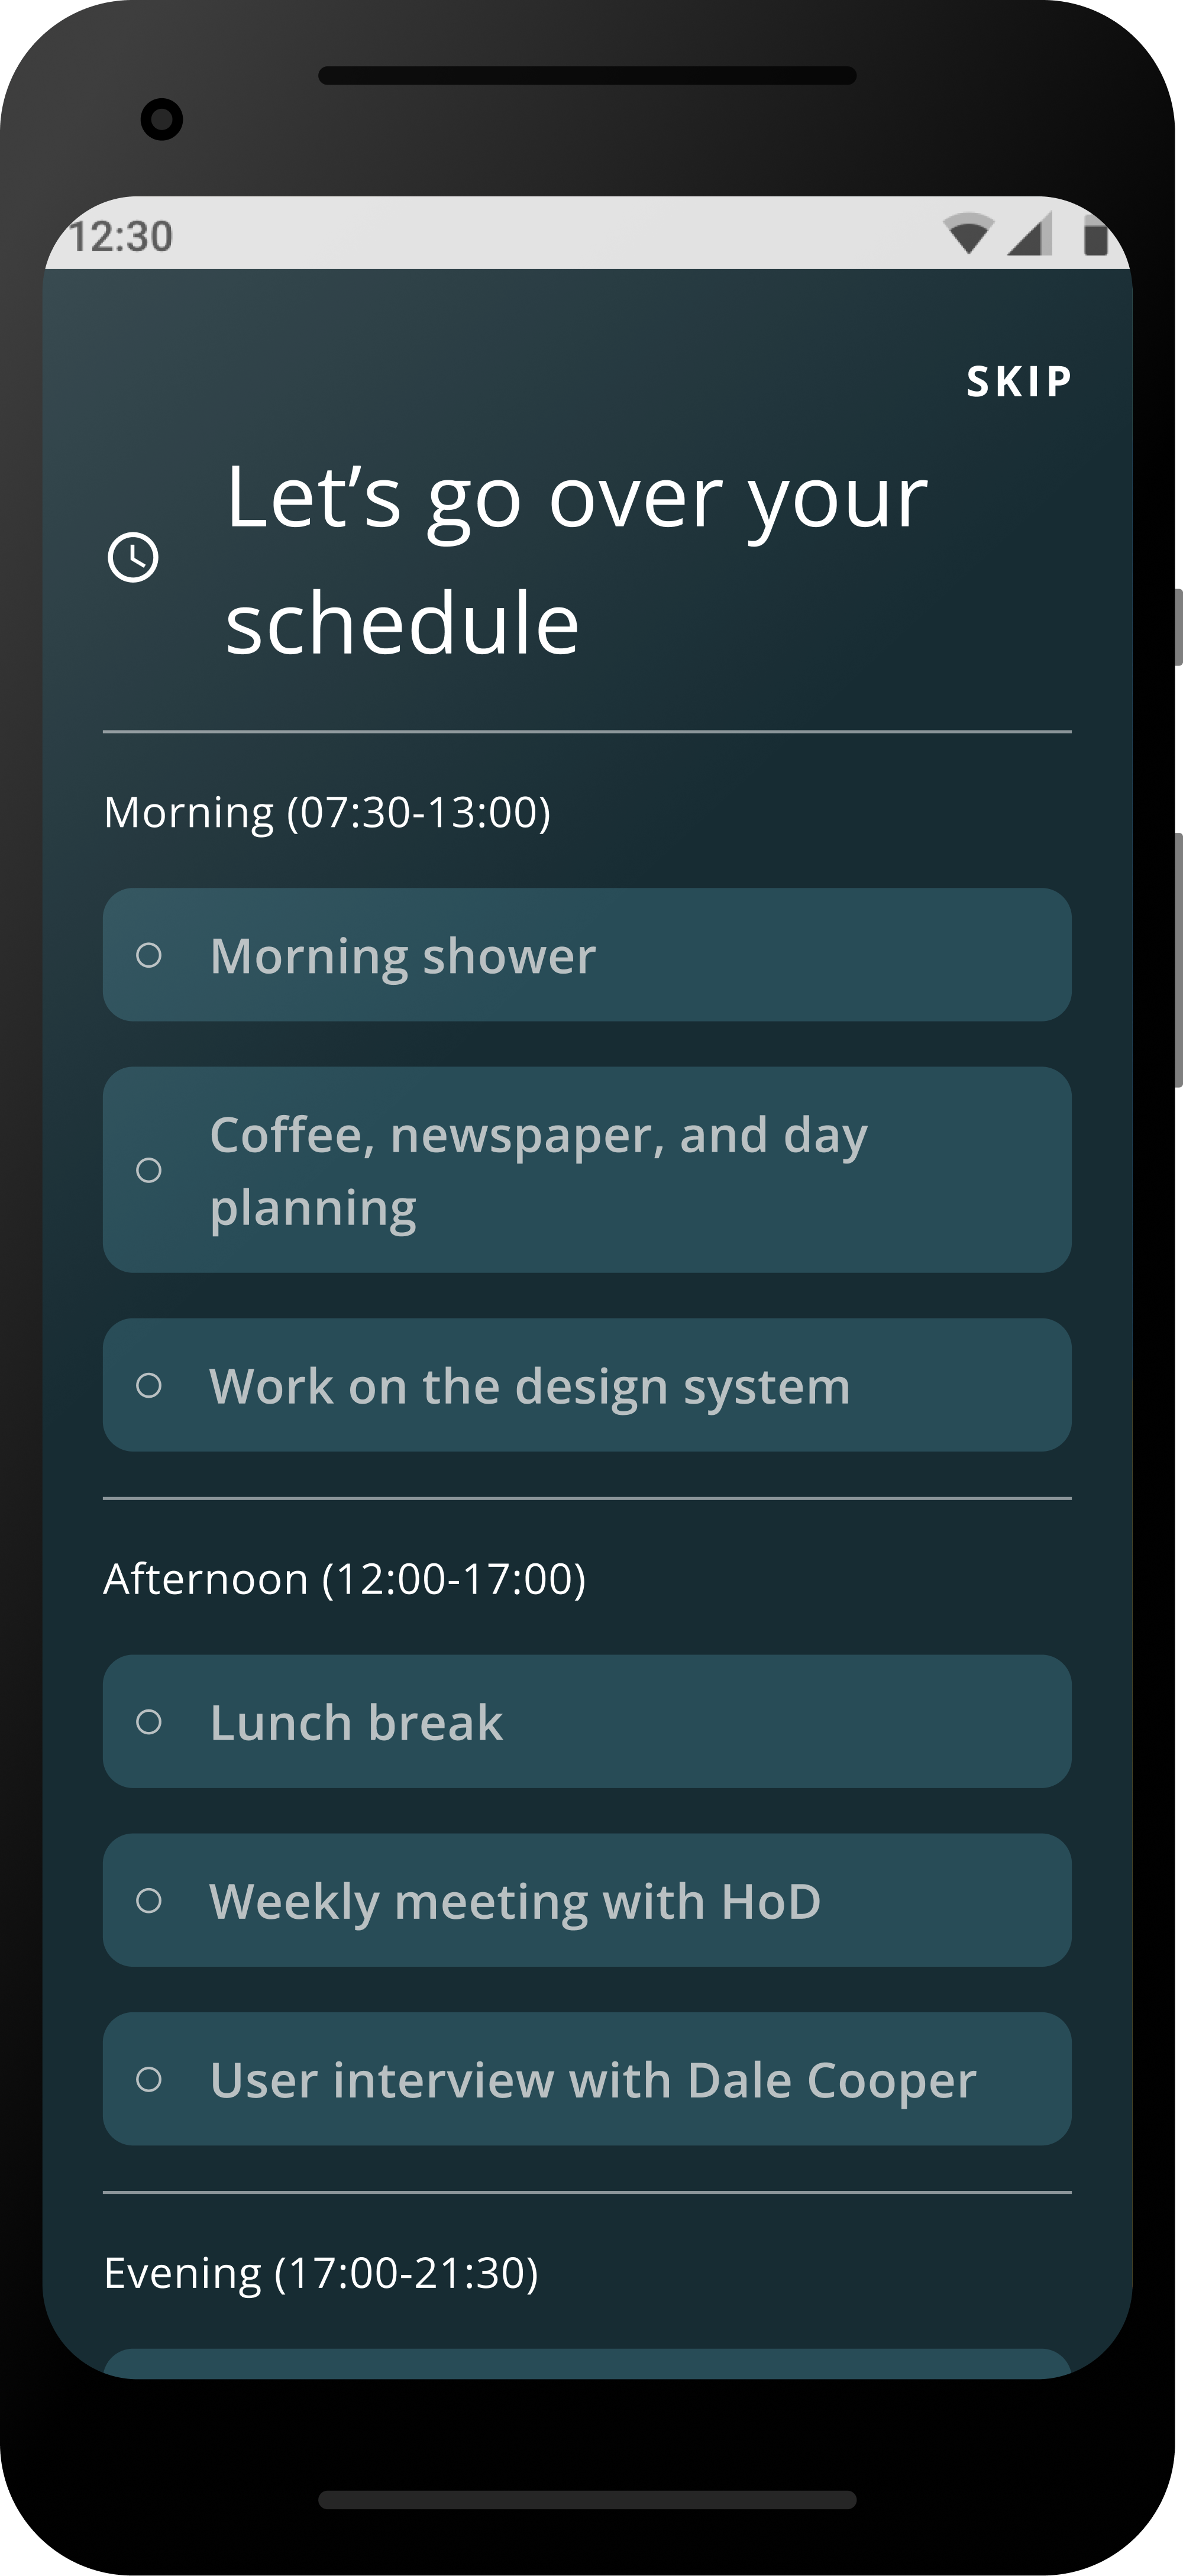 12:30
SKIP
Let’s go over your
schedule
Morning (07:30-13:00)
Morning shower
Coffee, newspaper, and day
planning
Work on the design system
Afternoon (12:00-17:00)
Lunch break
Weekly meeting with HoD
User interview with Dale Cooper
Evening (17:00-21:30)